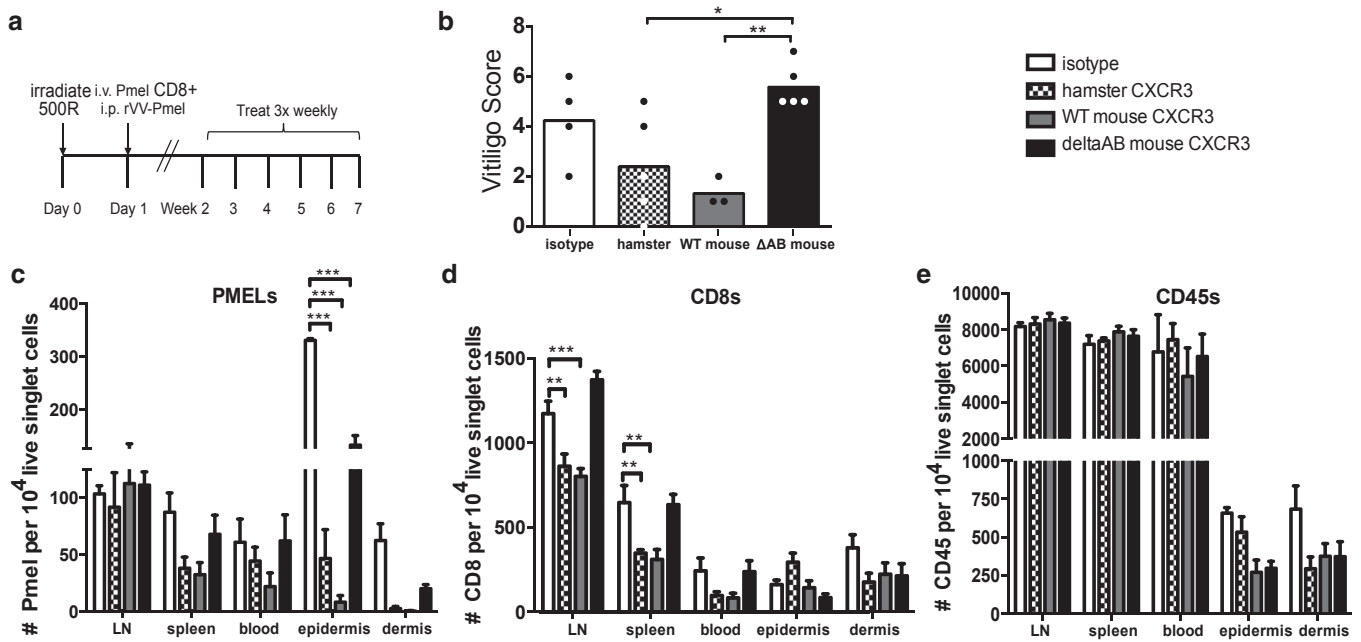 a
irradiate
500R
i.v. Pmel CD8+
i.p. rVV-Pmel
Treat 3x weekly
Day 0 Day 1 Week 2 3 4 5 6 7
b
Vitiligo Score
8
6
4
2
0
*
**
isotype hamster WT mouse ΔAB mouse
isotype
hamster CXCR3
WT mouse CXCR3
deltaAB mouse CXCR3
c
PMELs
# Pmel per 10⁴ live singlet cells
400
300
200
100
50
0
***
***
***
LN spleen blood epidermis dermis
d
CD8s
# CD8 per 10⁴ live singlet cells
1500
1000
500
0
***
**
**
**
LN spleen blood epidermis dermis
e
CD45s
# CD45 per 10⁴ live singlet cells
10000
8000
6000
4000
2000
1000
750
500
250
0
LN spleen blood epidermis dermis